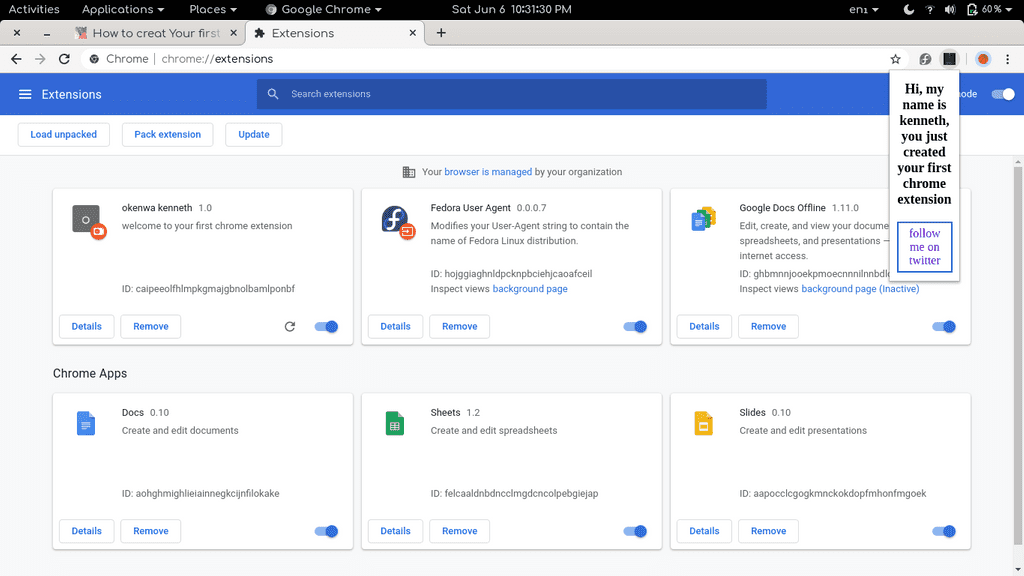 Activities Applications Places Google Chrome Sat Jun 6 10:31:30 PM en1 60 %
How to creat Your first Extensions
Chrome chrome://extensions
Extensions Search extensions
Load unpacked Pack extension Update
Hi, my
name is
kenneth,
you just
created
your first
chrome
extension
follow
me on
twitter
Your browser is managed by your organization
okenwa kenneth 1.0
welcome to your first chrome extension
ID: caipeeolfhlmpkgmajgbnolbamlponbf
Details Remove
Fedora User Agent 0.0.0.7
Modifies your User-Agent string to contain the
name of Fedora Linux distribution.
ID: hojggiaghnldpcknpbciehjcaoafceil
Inspect views background page
Details Remove
Google Docs Offline 1.11.0
Edit, create, and view your docume
spreadsheets, and presentations —
internet access.
ID: ghbmnnjooekpmoecnnnilnnbdl
Inspect views background page (Inactive)
Details Remove
Chrome Apps
Docs 0.10
Create and edit documents
ID: aohghmighlieiainnegkcijnfilokake
Details Remove
Sheets 1.2
Create and edit spreadsheets
ID: felcaaldnbdncclmgdcncolpebgiejap
Details Remove
Slides 0.10
Create and edit presentations
ID: aapocclcgogkmnckokdopfmhonfmgoek
Details Remove